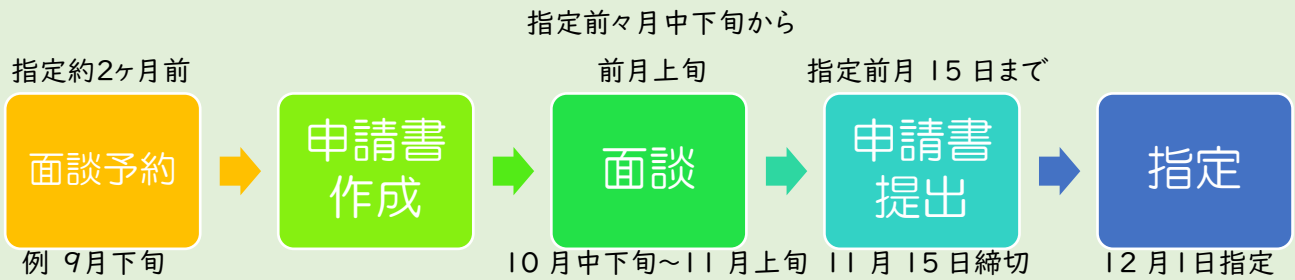 指定前々月中下旬から
指定約2ヶ月前
前月上旬
指定前月 15 日まで
面談予約
申請書
作成
面談
申請書
提出
指定
例 9月下旬
10 月中下旬~11 月上旬
11 月 15 日締切
12 月1日指定